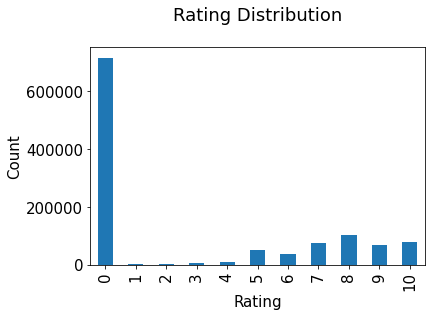 Rating Distribution
600000
400000
200000
0
Count
0 1 2 3 4 5 6 7 8 9 10
Rating